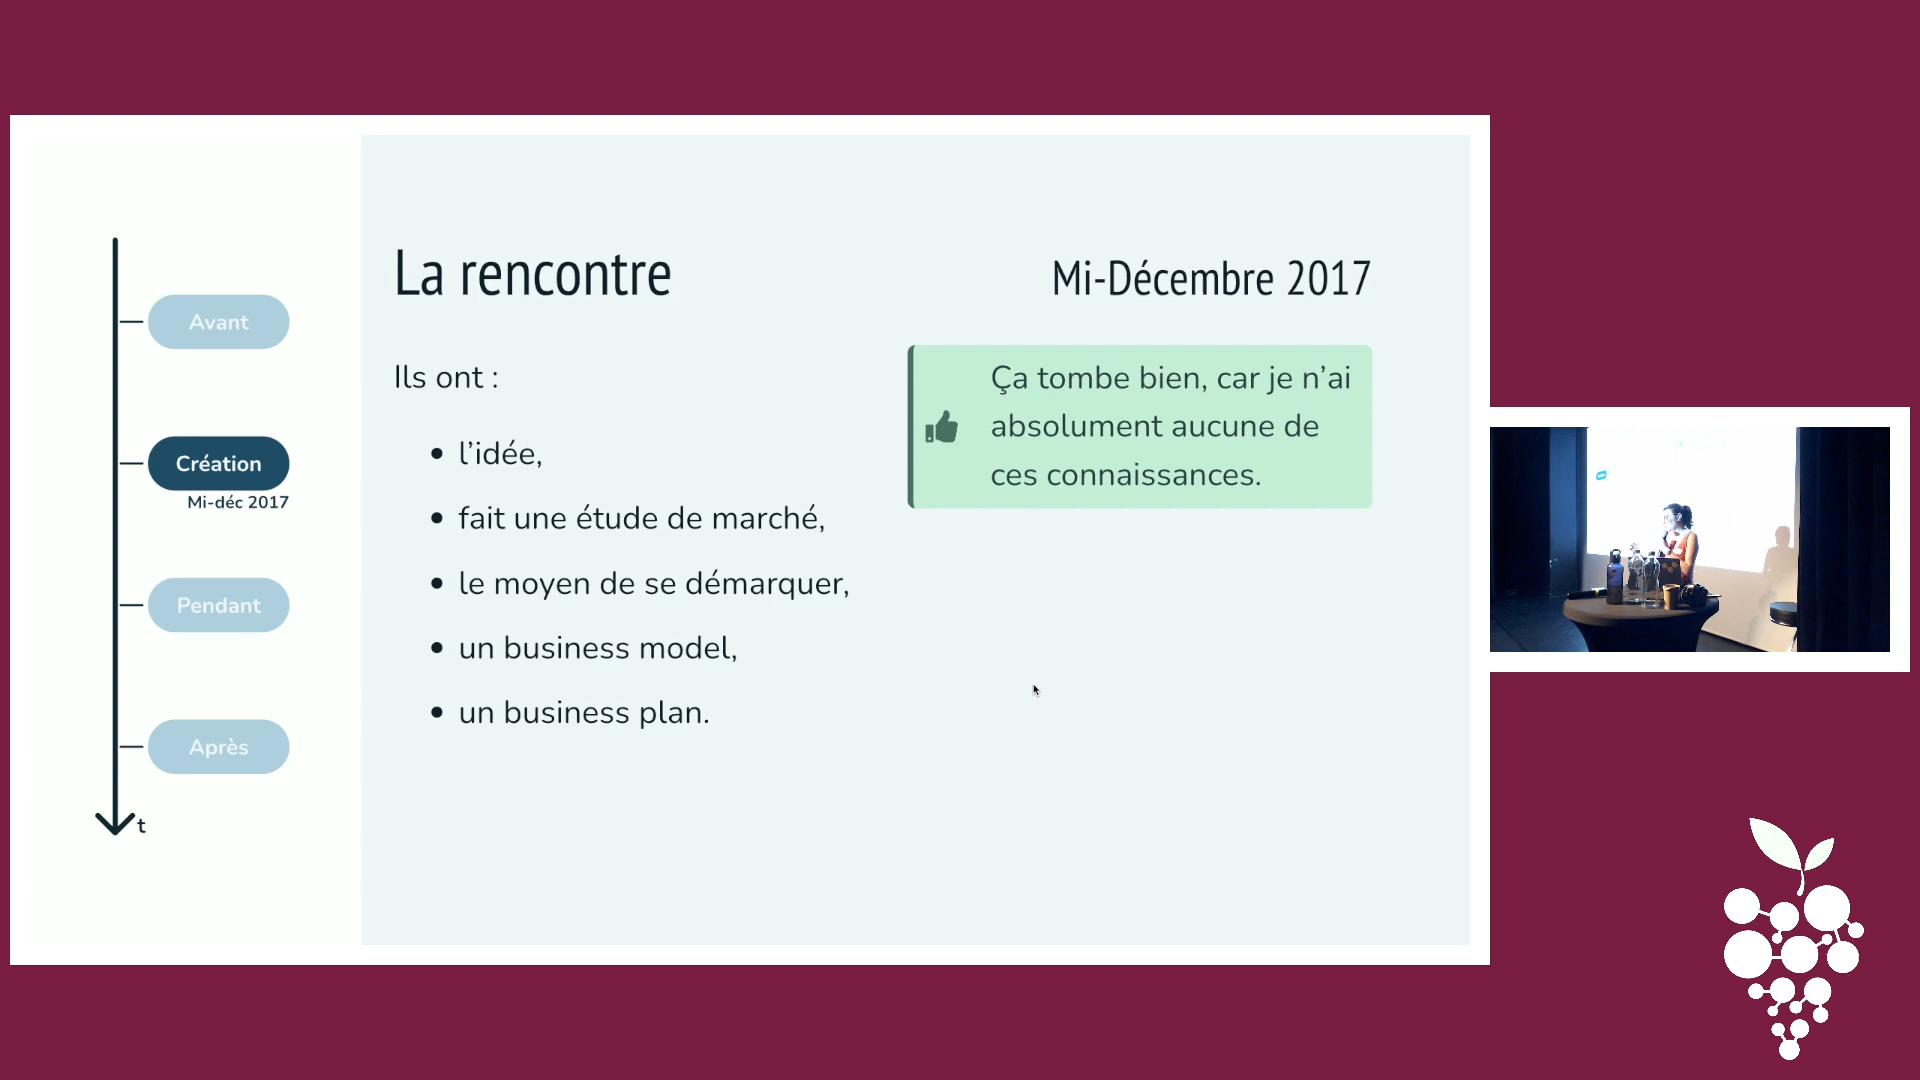 Avant
Création
Mi-déc 2017
Pendant
Après
t
La rencontre
Mi-Décembre 2017
Ils ont :
• l’idée,
• fait une étude de marché,
• le moyen de se démarquer,
• un business model,
• un business plan.
Ça tombe bien, car je n’ai
absolument aucune de
ces connaissances.